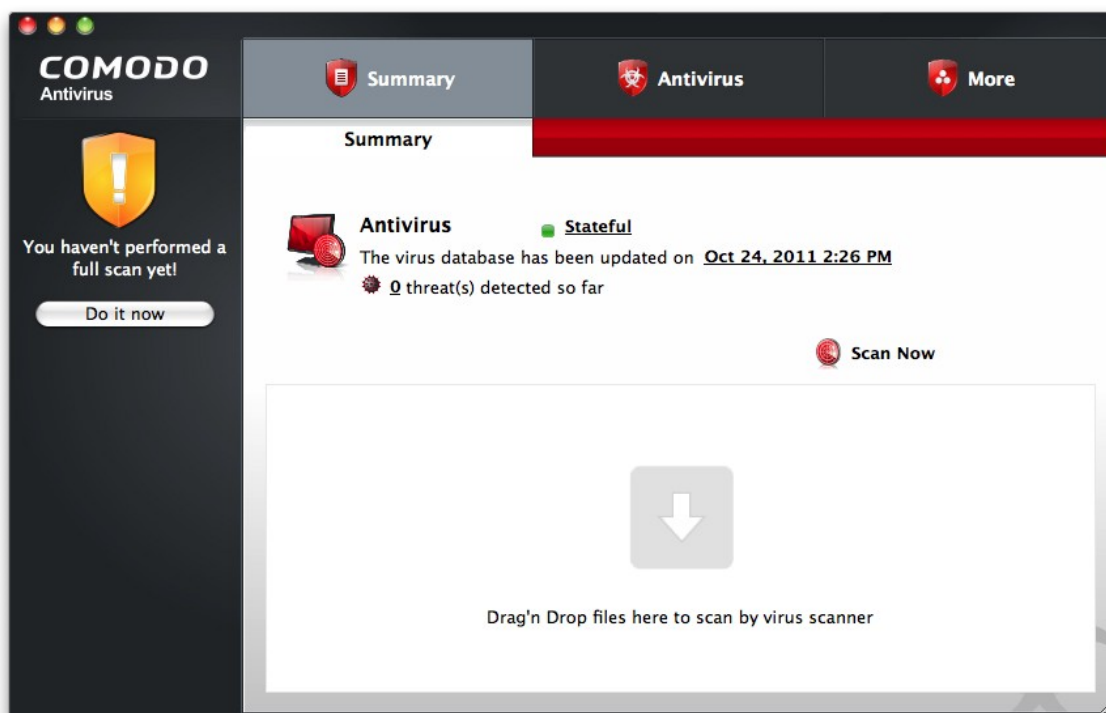 COMODO
Antivirus
Summary
Antivirus
More
Summary
You haven't performed a
full scan yet!
Do it now
Antivirus
Stateful
The virus database has been updated on Oct 24, 2011 2:26 PM
0 threat(s) detected so far
Scan Now
Drag'n Drop files here to scan by virus scanner